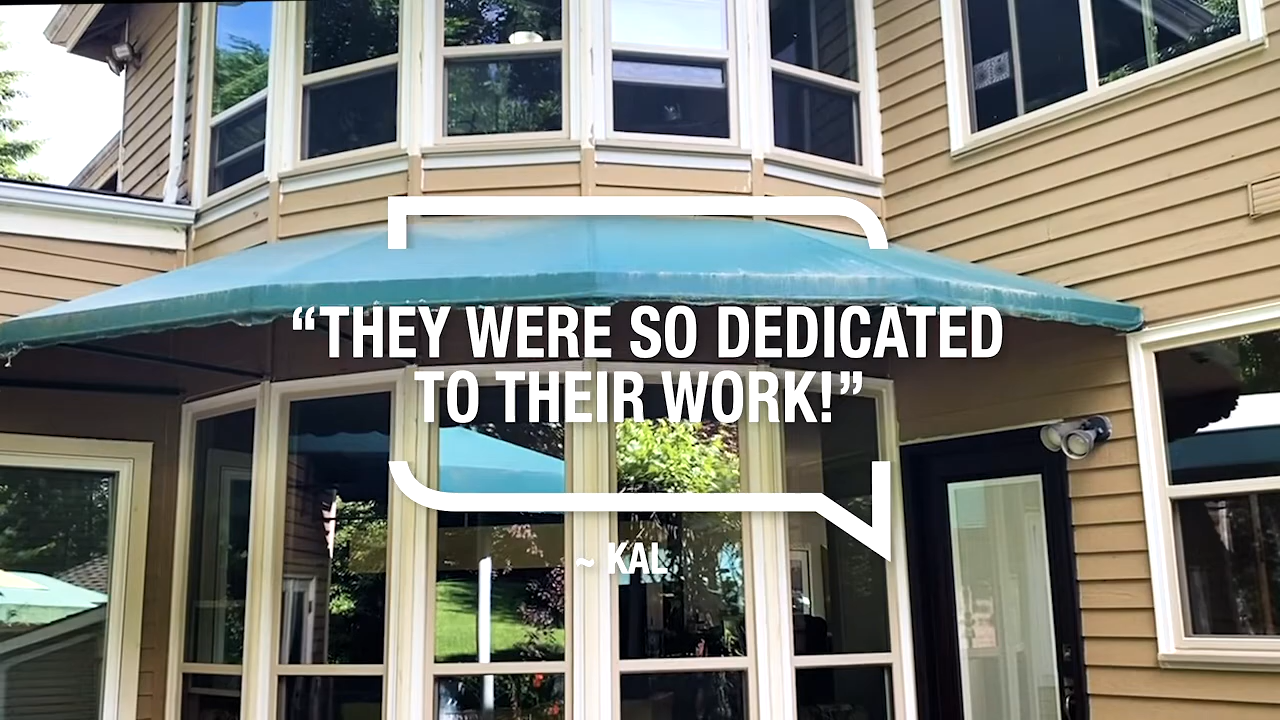 “THEY WERE SO DEDICATED
TO THEIR WORK!”
~ KAL